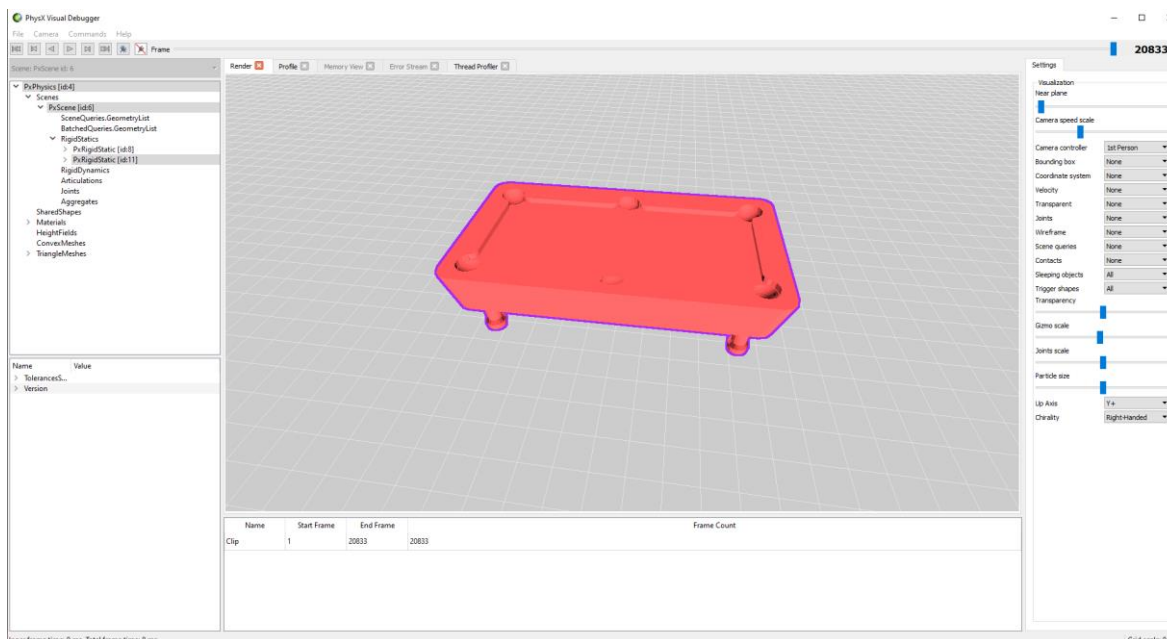 PhysX Visual Debugger
File Camera Commands Help
Frame
20833
Scene: PxScene id: 6
PxPhysics [id:4]
Scenes
PxScene [id:6]
SceneQueries.GeometryList
BatchedQueries.GeometryList
RigidStatics
PxRigidStatic [id:8]
PxRigidStatic [id:11]
RigidDynamics
Articulations
Joints
Aggregates
SharedShapes
Materials
HeightFields
ConvexMeshes
TriangleMeshes
Name Value
TolerancesS...
Version
Render Profile Memory View Error Stream Thread Profiler
Name Start Frame End Frame Frame Count
Clip 1 20833 20833
Settings
Visualization
Near plane
Camera speed scale
Camera controller 1st Person
Bounding box None
Coordinate system None
Velocity None
Transparent None
Joints None
Wireframe None
Scene queries None
Contacts None
Sleeping objects All
Trigger shapes All
Transparency
Gizmo scale
Joints scale
Particle size
Up Axis Y+
Chirality Right-Handed